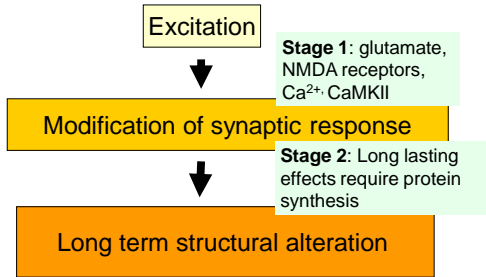 Excitation
Stage 1: glutamate,
NMDA receptors,
Ca²⁺, CaMKII
Modification of synaptic response
Stage 2: Long lasting
effects require protein
synthesis
Long term structural alteration